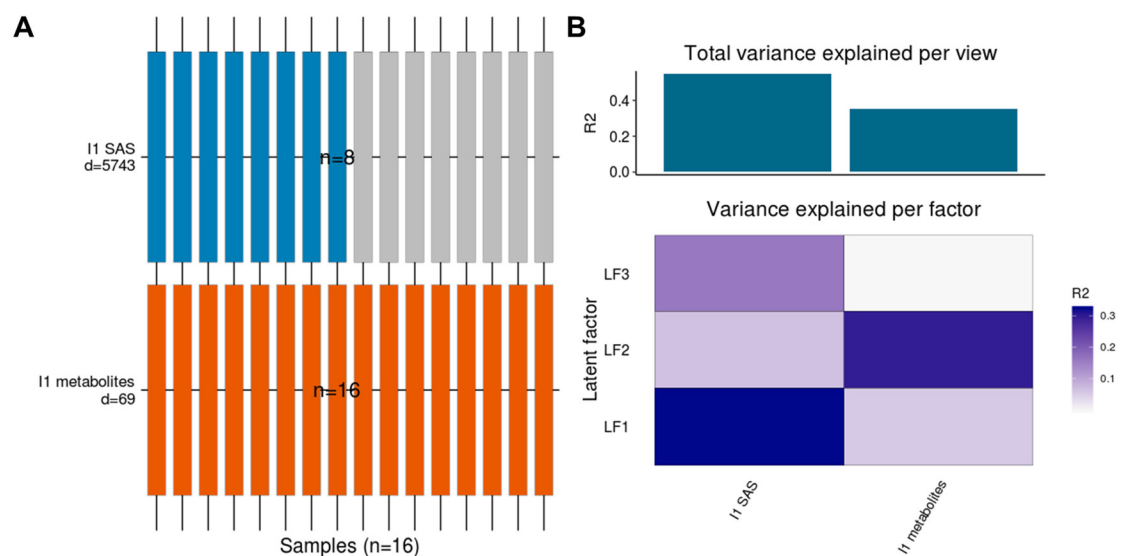 A
I1 SAS
d=5743
n=8
I1 metabolites
d=69
n=16
Samples (n=16)
B
Total variance explained per view
R2
0.4
0.2
0.0
Variance explained per factor
Latent factor
LF3
LF2
LF1
R2
0.3
0.2
0.1
I1 SAS
I1 metabolites